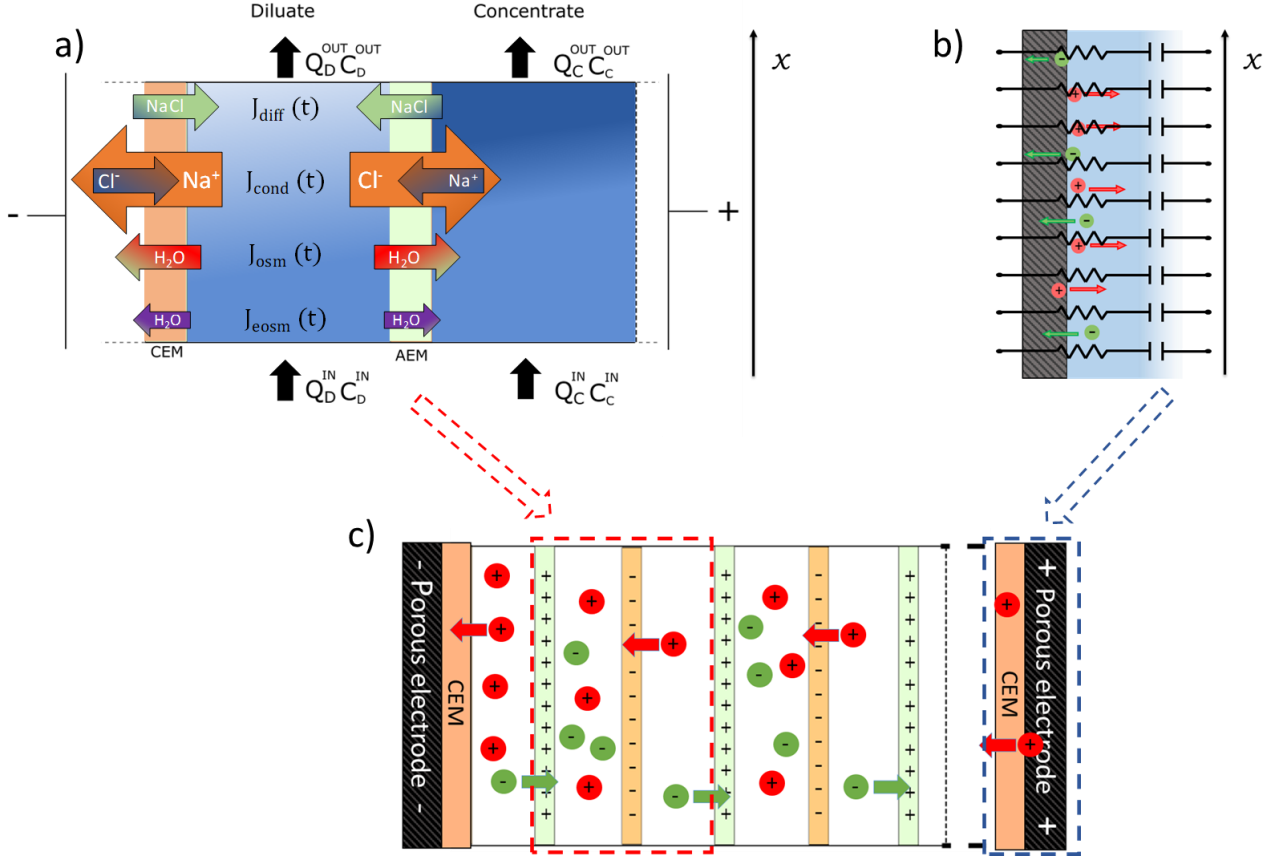 Diluate
Concentrate
a)
Q_D^OUT C_D^OUT
Q_C^OUT C_C^OUT
x
NaCl
J_diff (t)
NaCl
Cl⁻
Na⁺
J_cond (t)
Cl⁻
Na⁺
-
+
H₂O
J_osm (t)
H₂O
H₂O
J_eosm (t)
H₂O
CEM
AEM
Q_D^IN C_D^IN
Q_C^IN C_C^IN
b)
x
c)
- Porous electrode -
CEM
CEM
+ Porous electrode +